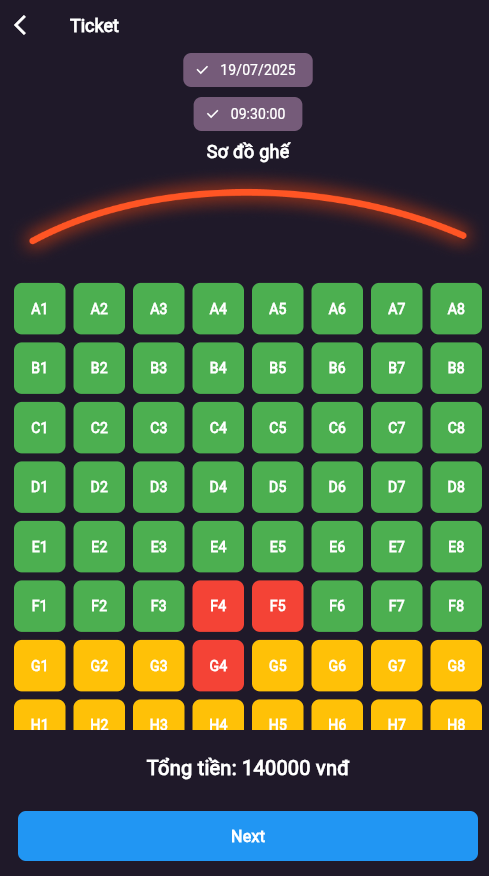 Ticket
19/07/2025
09:30:00
Sơ đồ ghế
A1 A2 A3 A4 A5 A6 A7 A8
B1 B2 B3 B4 B5 B6 B7 B8
C1 C2 C3 C4 C5 C6 C7 C8
D1 D2 D3 D4 D5 D6 D7 D8
E1 E2 E3 E4 E5 E6 E7 E8
F1 F2 F3 F4 F5 F6 F7 F8
G1 G2 G3 G4 G5 G6 G7 G8
H1 H2 H3 H4 H5 H6 H7 H8
Tổng tiền: 140000 vnđ
Next